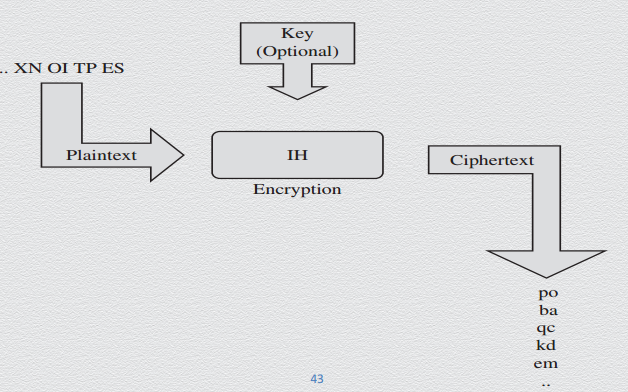 Key
(Optional)
.. XN OI TP ES
Plaintext
IH
Ciphertext
Encryption
po
ba
qc
kd
em
..
43